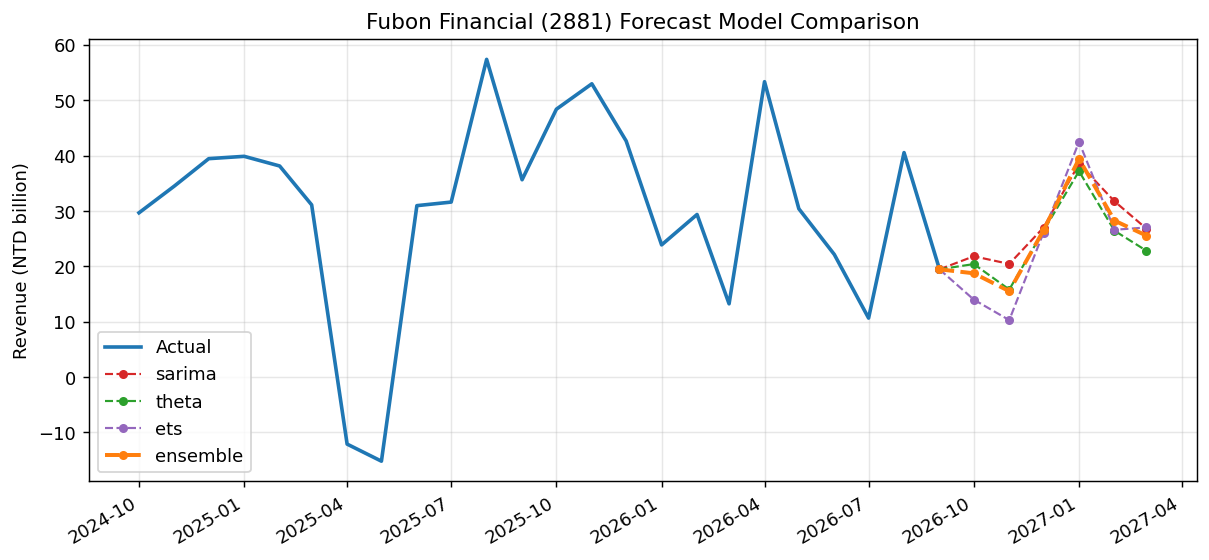 Fubon Financial (2881) Forecast Model Comparison
Revenue (NTD billion)
60
50
40
30
20
10
0
−10
Actual
sarima
theta
ets
ensemble
2024-10
2025-01
2025-04
2025-07
2025-10
2026-01
2026-04
2026-07
2026-10
2027-01
2027-04